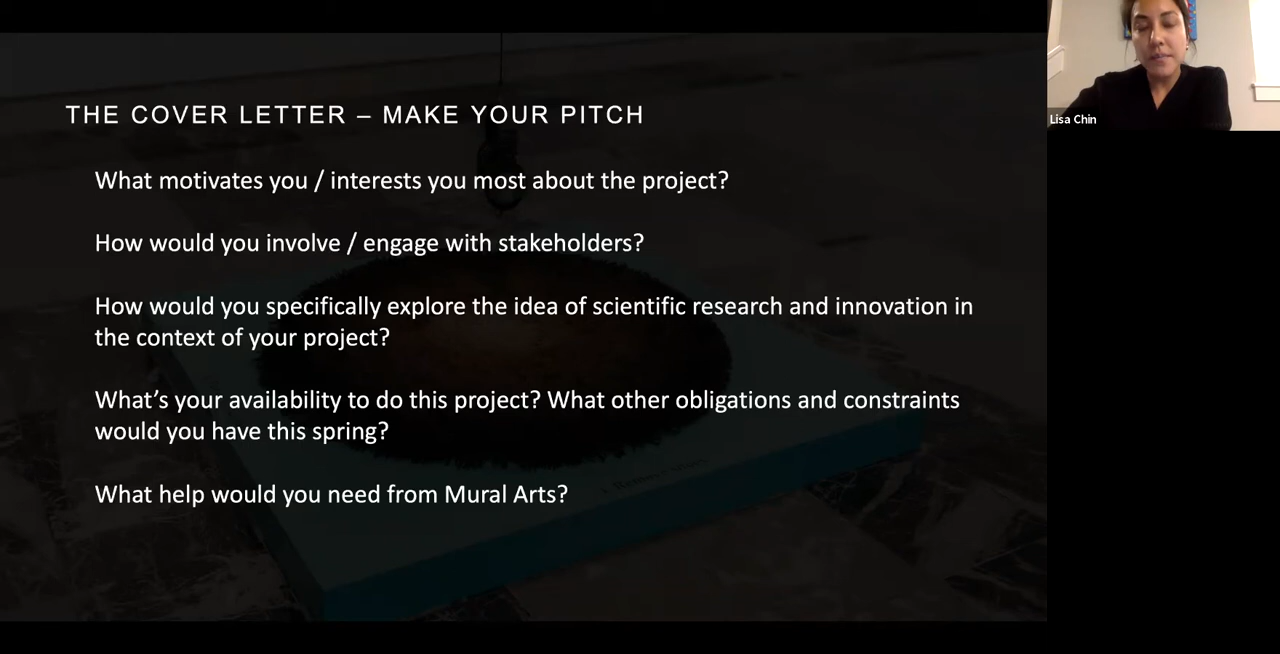 THE COVER LETTER – MAKE YOUR PITCH
What motivates you / interests you most about the project?
How would you involve / engage with stakeholders?
How would you specifically explore the idea of scientific research and innovation in
the context of your project?
What’s your availability to do this project? What other obligations and constraints
would you have this spring?
What help would you need from Mural Arts?
Lisa Chin